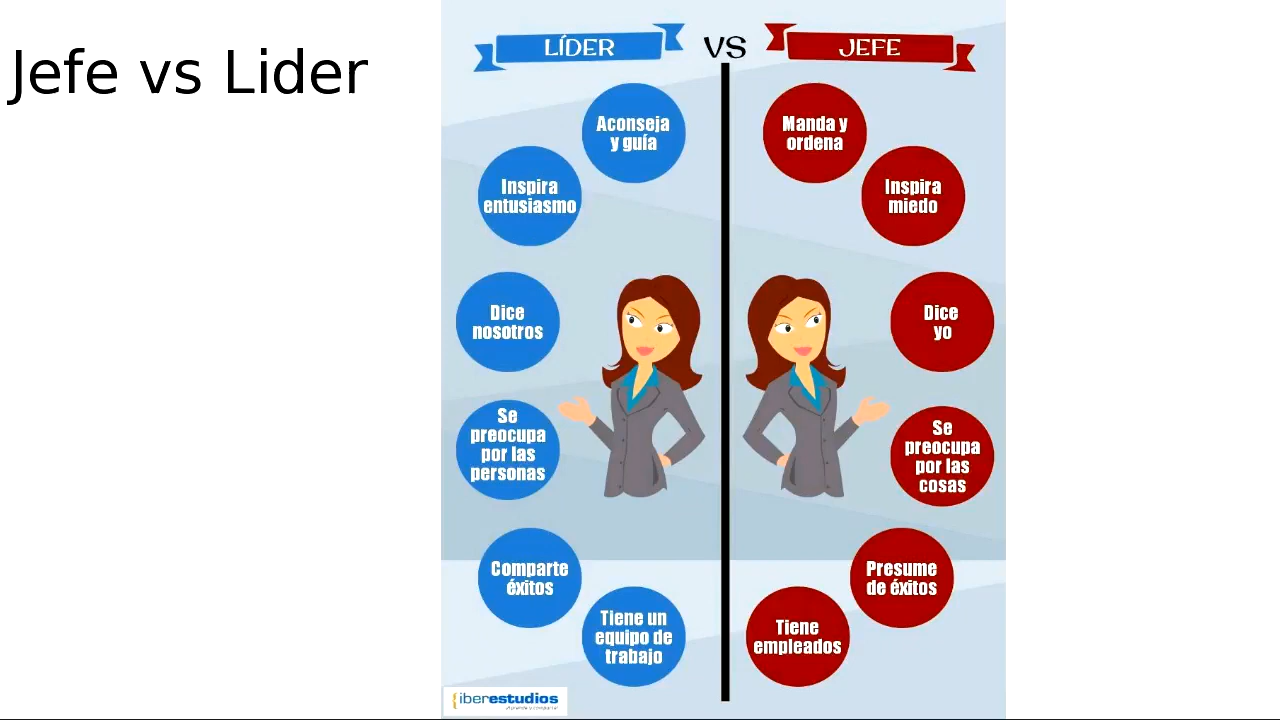 Jefe vs Lider
LÍDER
VS
JEFE
Aconseja
y guía
Inspira
entusiasmo
Dice
nosotros
Se
preocupa
por las
personas
Comparte
éxitos
Tiene un
equipo de
trabajo
Manda y
ordena
Inspira
miedo
Dice
yo
Se
preocupa
por las
cosas
Presume
de éxitos
Tiene
empleados
iberestudios